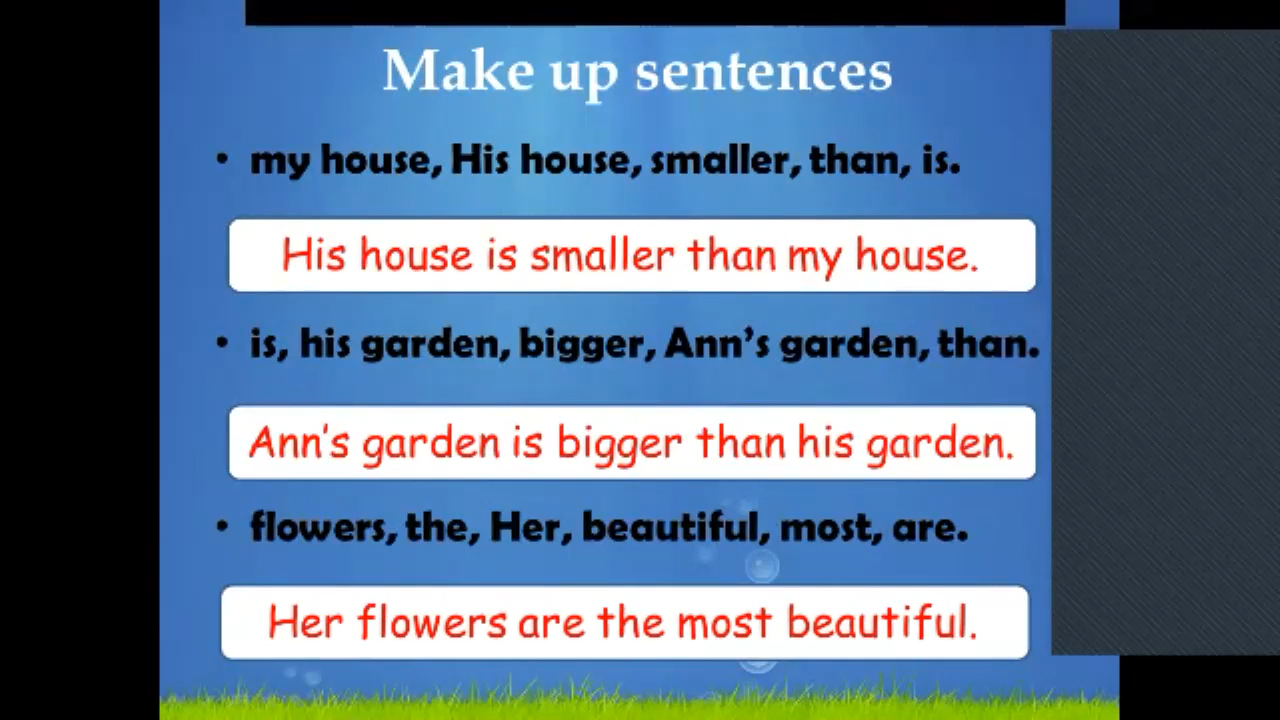 Make up sentences
• my house, His house, smaller, than, is.
His house is smaller than my house.
• is, his garden, bigger, Ann’s garden, than.
Ann’s garden is bigger than his garden.
• flowers, the, Her, beautiful, most, are.
Her flowers are the most beautiful.